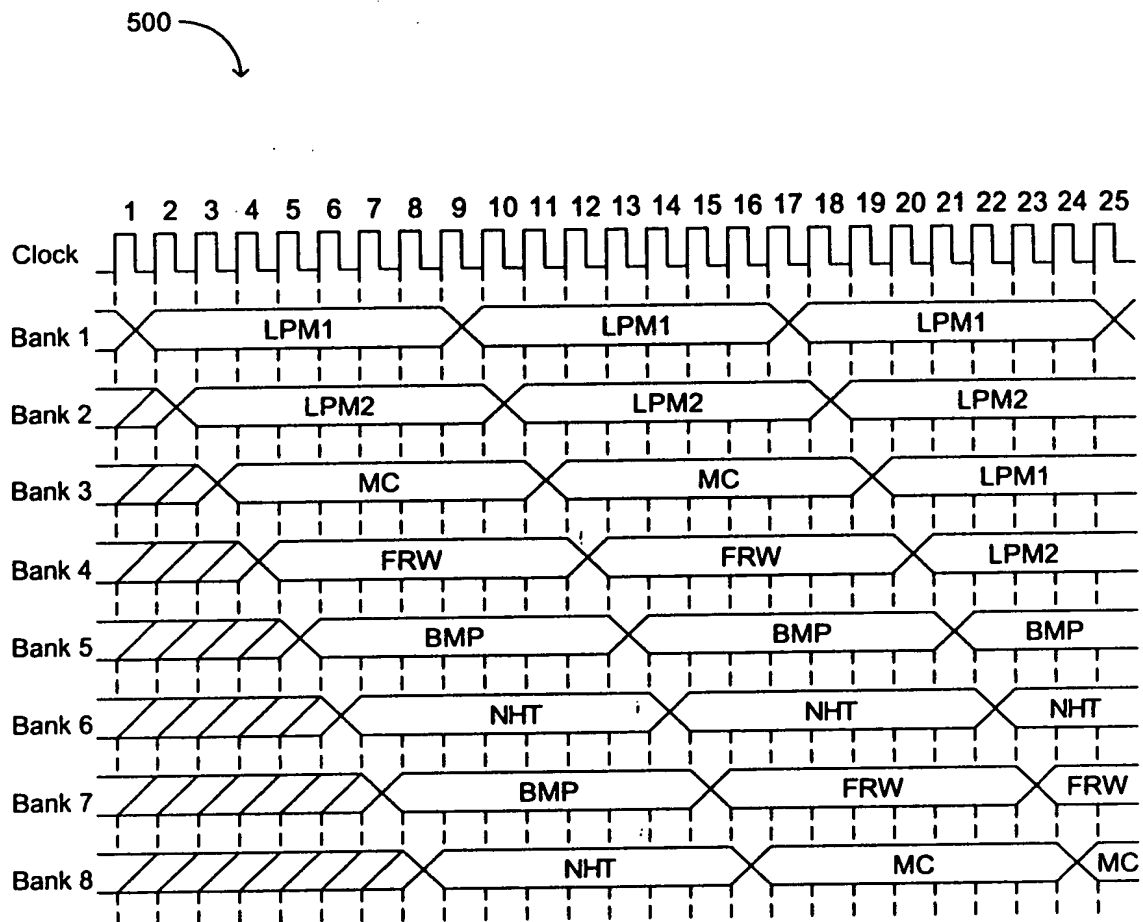 500
1 2 3 4 5 6 7 8 9 10 11 12 13 14 15 16 17 18 19 20 21 22 23 24 25
Clock
Bank 1 LPM1 LPM1 LPM1
Bank 2 LPM2 LPM2 LPM2
Bank 3 MC MC LPM1
Bank 4 FRW FRW LPM2
Bank 5 BMP BMP BMP
Bank 6 NHT NHT NHT
Bank 7 BMP FRW FRW
Bank 8 NHT MC MC